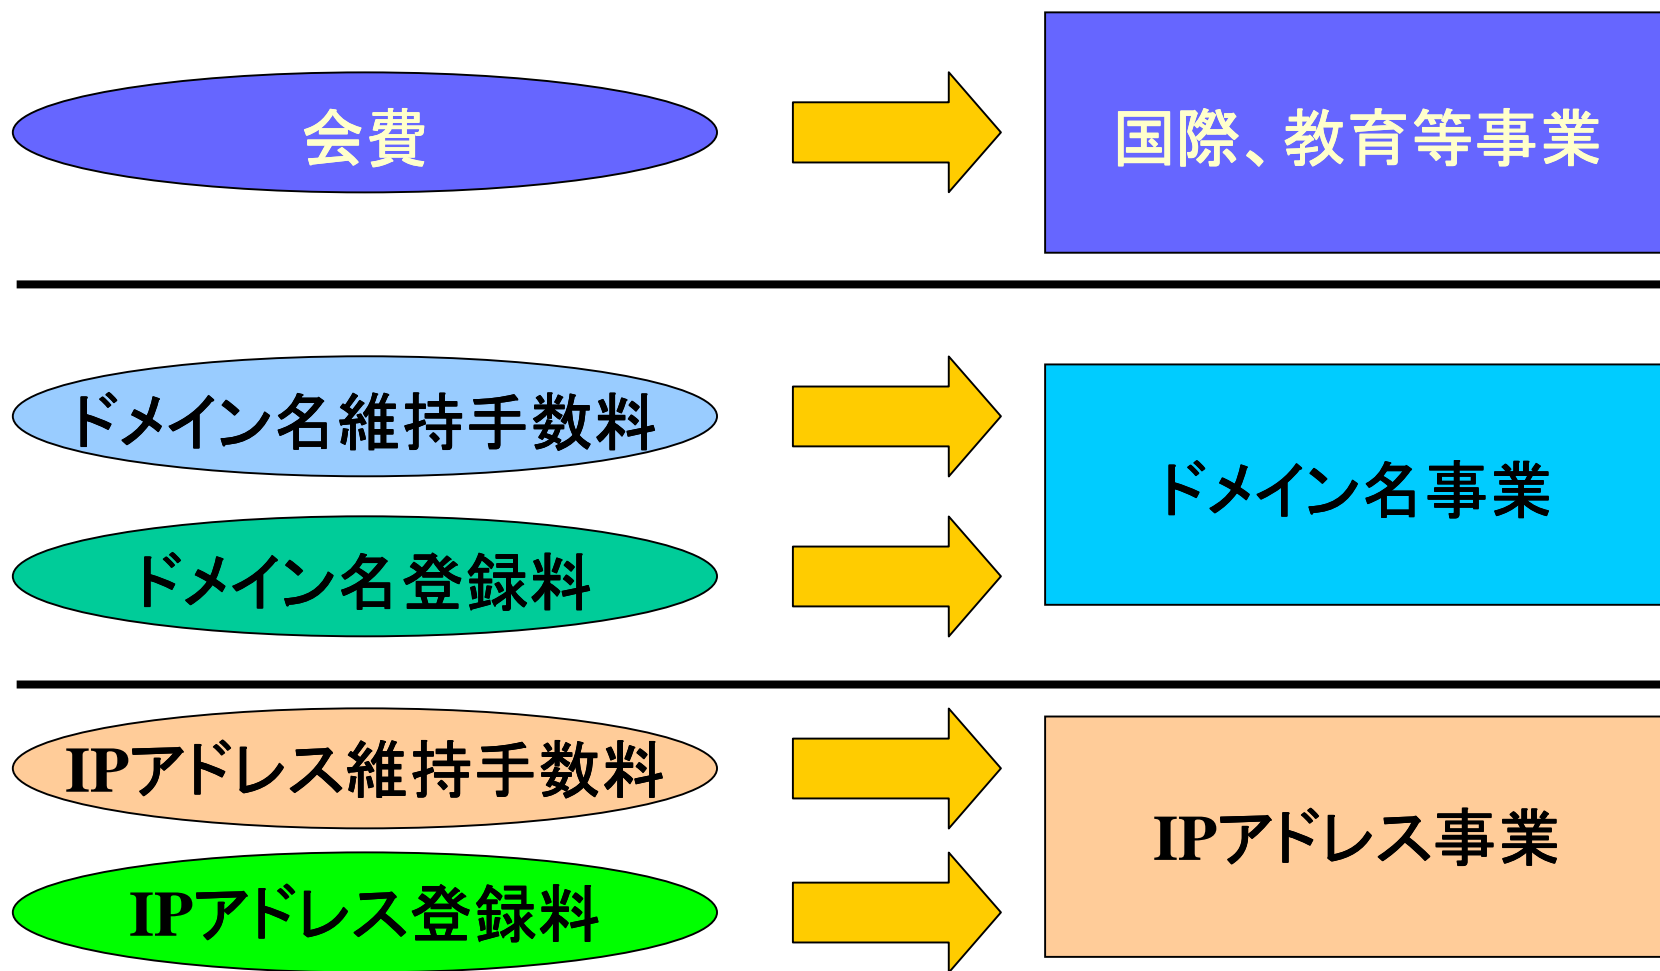 会費
国際、教育等事業
ドメイン名維持手数料
ドメイン名登録料
ドメイン名事業
IPアドレス維持手数料
IPアドレス登録料
IPアドレス事業